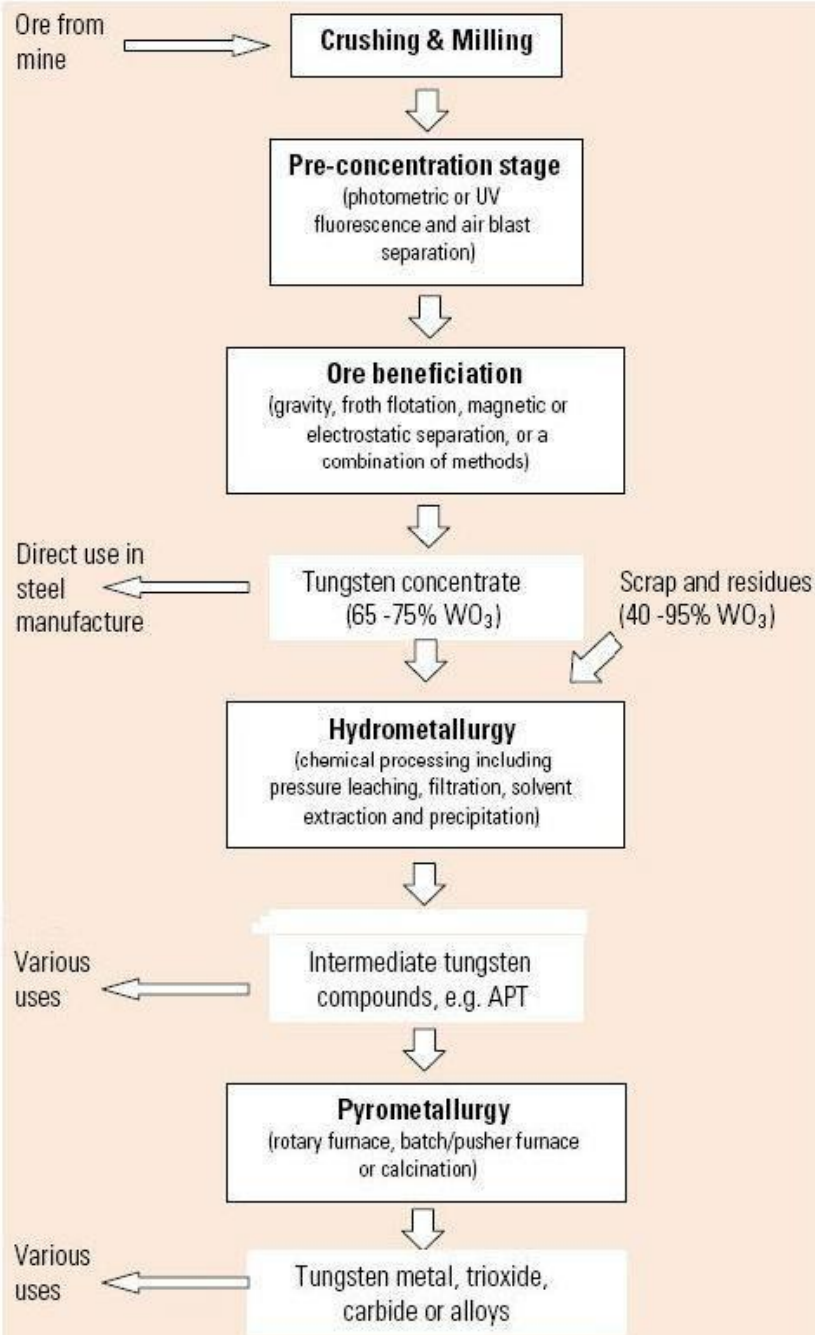 Ore from
mine
Crushing & Milling
Pre-concentration stage
(photometric or UV
fluorescence and air blast
separation)
Ore beneficiation
(gravity, froth flotation, magnetic or
electrostatic separation, or a
combination of methods)
Direct use in
steel
manufacture
Tungsten concentrate
(65 -75% WO₃)
Scrap and residues
(40 -95% WO₃)
Hydrometallurgy
(chemical processing including
pressure leaching, filtration, solvent
extraction and precipitation)
Various
uses
Intermediate tungsten
compounds, e.g. APT
Pyrometallurgy
(rotary furnace, batch/pusher furnace
or calcination)
Various
uses
Tungsten metal, trioxide,
carbide or alloys